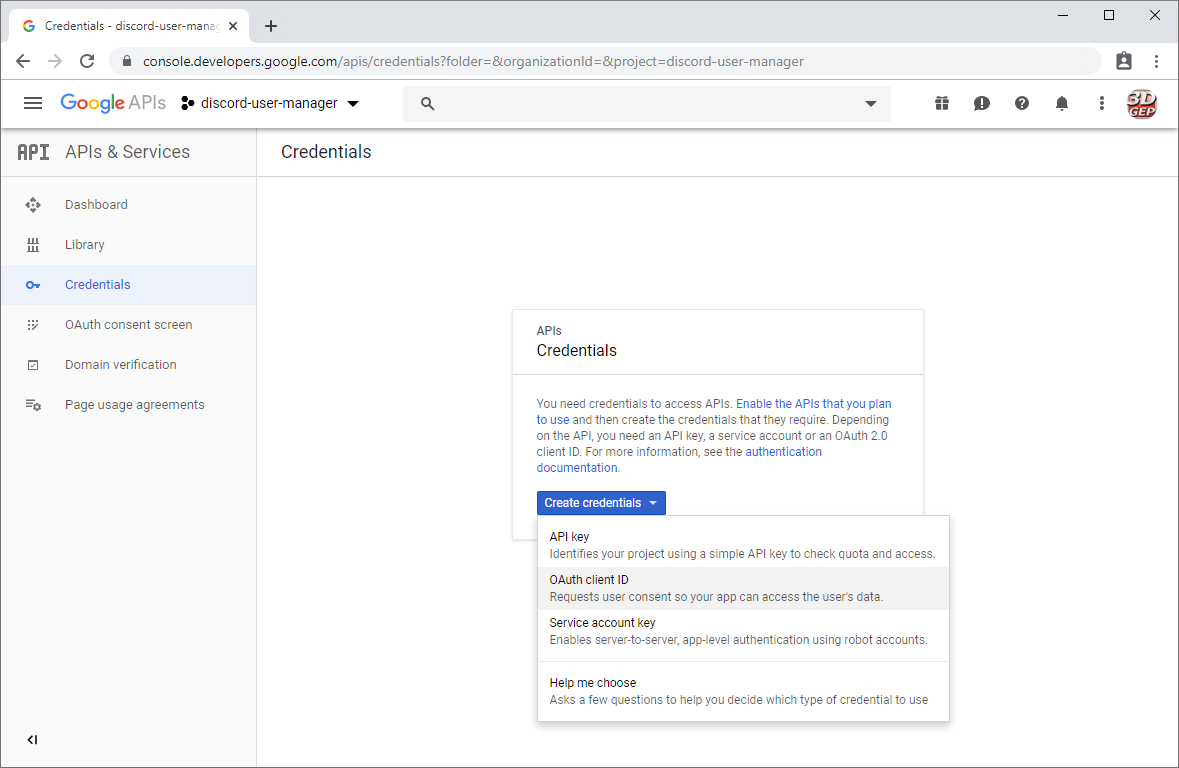 Credentials - discord-user-mana
console.developers.google.com/apis/credentials?folder=&organizationId=&project=discord-user-manager
Google APIs
discord-user-manager
3D
GEP
API
APIs & Services
Credentials
Dashboard
Library
Credentials
OAuth consent screen
Domain verification
Page usage agreements
APIs
Credentials
You need credentials to access APIs. Enable the APIs that you plan
to use and then create the credentials that they require. Depending
on the API, you need an API key, a service account or an OAuth 2.0
client ID. For more information, see the authentication
documentation.
Create credentials
API key
Identifies your project using a simple API key to check quota and access.
OAuth client ID
Requests user consent so your app can access the user's data.
Service account key
Enables server-to-server, app-level authentication using robot accounts.
Help me choose
Asks a few questions to help you decide which type of credential to use